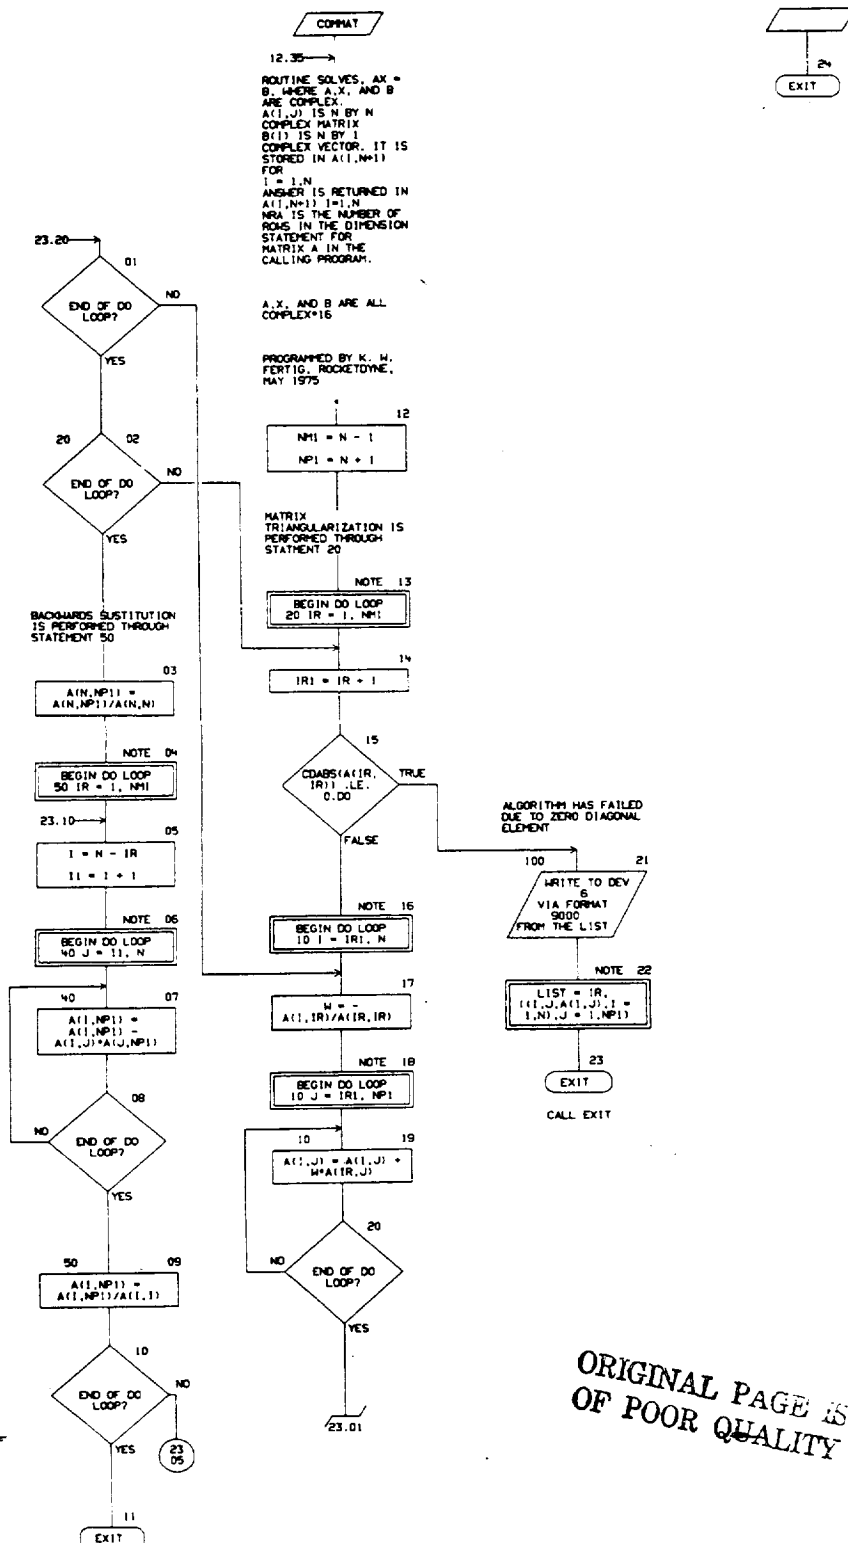 COMMAT
12.35
ROUTINE SOLVES, AX =
B, WHERE A,X, AND B
ARE COMPLEX.
A(I,J) IS N BY N
COMPLEX MATRIX
B(I) IS N BY 1
COMPLEX VECTOR. IT IS
STORED IN A(I,N+1)
FOR
I = 1,N
ANSWER IS RETURNED IN
A(I,N+1) I=1,N
NRA IS THE NUMBER OF
ROWS IN THE DIMENSION
STATEMENT FOR
MATRIX A IN THE
CALLING PROGRAM.
A,X, AND B ARE ALL
COMPLEX*16
PROGRAMMED BY K. W.
FERTIG, ROCKETDYNE,
MAY 1975
12
NM1 = N - 1
NP1 = N + 1
MATRIX
TRIANGULARIZATION IS
PERFORMED THROUGH
STATMENT 20
NOTE 13
BEGIN DO LOOP
20 IR = 1, NM1
14
IR1 = IR + 1
15
CDABS(A(IR,
IR)) .LE.
0.D0
TRUE
FALSE
NOTE 16
BEGIN DO LOOP
10 I = IR1, N
17
W = -
A(I,IR)/A(IR,IR)
NOTE 18
BEGIN DO LOOP
10 J = IR1, NP1
10 19
A(I,J) = A(I,J) +
W*A(IR,J)
20
NO
END OF DO
LOOP?
YES
23.01
23.20
01
END OF DO
LOOP?
NO
YES
20 02
END OF DO
LOOP?
NO
YES
BACKWARDS SUSTITUTION
IS PERFORMED THROUGH
STATEMENT 50
03
A(N,NP1) =
A(N,NP1)/A(N,N)
NOTE 04
BEGIN DO LOOP
50 IR = 1, NM1
23.10
05
I = N - IR
I1 = I + 1
NOTE 06
BEGIN DO LOOP
40 J = I1, N
40 07
A(I,NP1) =
A(I,NP1) -
A(I,J)*A(J,NP1)
08
NO
END OF DO
LOOP?
YES
50 09
A(I,NP1) =
A(I,NP1)/A(I,I)
10
END OF DO
LOOP?
NO
YES
23
05
11
EXIT
ALGORITHM HAS FAILED
DUE TO ZERO DIAGONAL
ELEMENT
100 21
WRITE TO DEV
6
VIA FORMAT
9000
FROM THE LIST
NOTE 22
LIST = IR,
((I,J,A(I,J),I =
1,N),J = 1,NP1)
23
EXIT
CALL EXIT
24
EXIT
ORIGINAL PAGE IS
OF POOR QUALITY